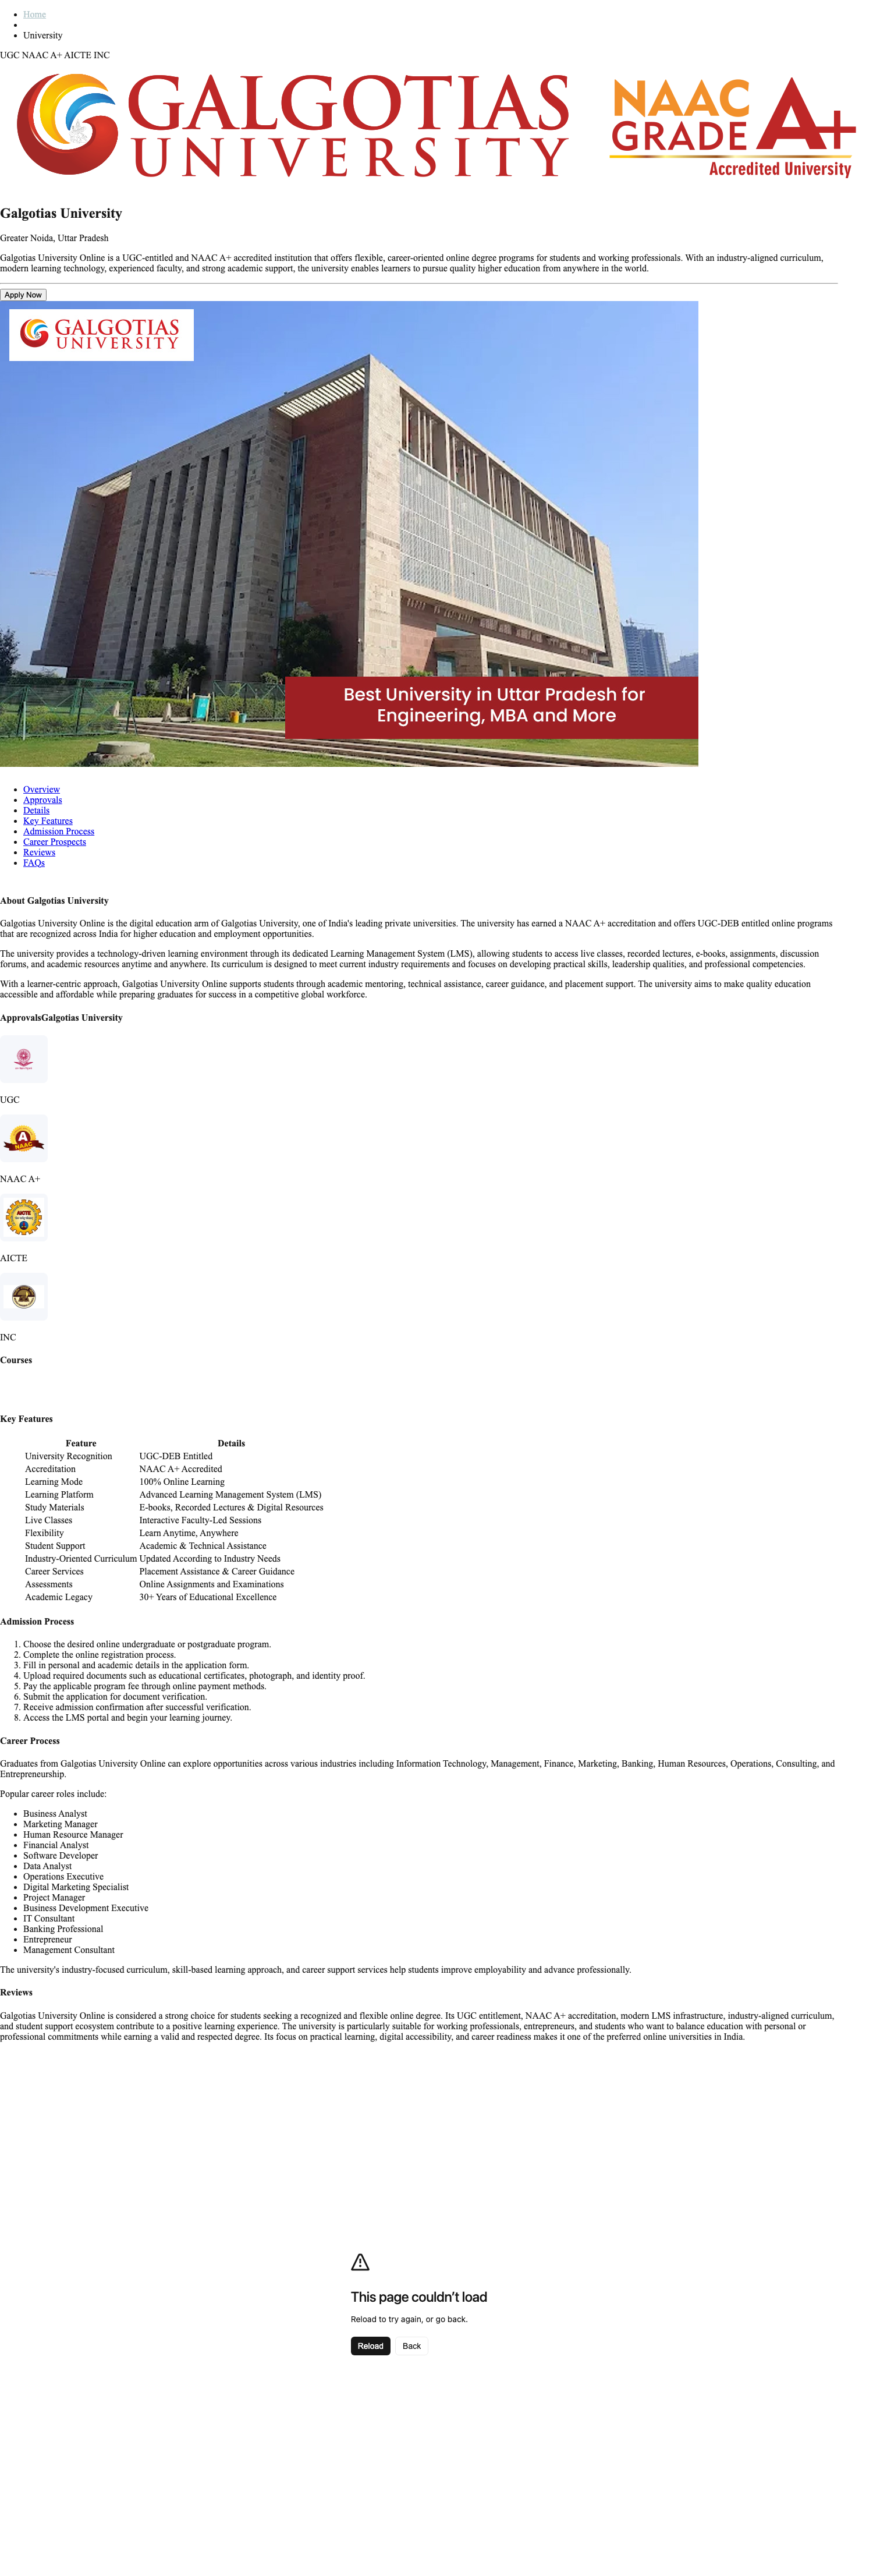 Home
University
UGC NAAC A+ AICTE INC
GALGOTIAS
UNIVERSITY
NAAC
GRADE A+
Accredited University
Galgotias University
Greater Noida, Uttar Pradesh
Galgotias University Online is a UGC-entitled and NAAC A+ accredited institution that offers flexible, career-oriented online degree programs for students and working professionals. With an industry-aligned curriculum,
modern learning technology, experienced faculty, and strong academic support, the university enables learners to pursue quality higher education from anywhere in the world.
Apply Now
GALGOTIAS
UNIVERSITY
Best University in Uttar Pradesh for
Engineering, MBA and More
Overview
Approvals
Details
Key Features
Admission Process
Career Prospects
Reviews
FAQs
About Galgotias University
Galgotias University Online is the digital education arm of Galgotias University, one of India's leading private universities. The university has earned a NAAC A+ accreditation and offers UGC-DEB entitled online programs
that are recognized across India for higher education and employment opportunities.
The university provides a technology-driven learning environment through its dedicated Learning Management System (LMS), allowing students to access live classes, recorded lectures, e-books, assignments, discussion
forums, and academic resources anytime and anywhere. Its curriculum is designed to meet current industry requirements and focuses on developing practical skills, leadership qualities, and professional competencies.
With a learner-centric approach, Galgotias University Online supports students through academic mentoring, technical assistance, career guidance, and placement support. The university aims to make quality education
accessible and affordable while preparing graduates for success in a competitive global workforce.
ApprovalsGalgotias University
UGC
A
NAAC
NAAC A+
AICTE
AICTE
INC
Courses
Key Features
Feature Details
University Recognition UGC-DEB Entitled
Accreditation NAAC A+ Accredited
Learning Mode 100% Online Learning
Learning Platform Advanced Learning Management System (LMS)
Study Materials E-books, Recorded Lectures & Digital Resources
Live Classes Interactive Faculty-Led Sessions
Flexibility Learn Anytime, Anywhere
Student Support Academic & Technical Assistance
Industry-Oriented Curriculum Updated According to Industry Needs
Career Services Placement Assistance & Career Guidance
Assessments Online Assignments and Examinations
Academic Legacy 30+ Years of Educational Excellence
Admission Process
1. Choose the desired online undergraduate or postgraduate program.
2. Complete the online registration process.
3. Fill in personal and academic details in the application form.
4. Upload required documents such as educational certificates, photograph, and identity proof.
5. Pay the applicable program fee through online payment methods.
6. Submit the application for document verification.
7. Receive admission confirmation after successful verification.
8. Access the LMS portal and begin your learning journey.
Career Process
Graduates from Galgotias University Online can explore opportunities across various industries including Information Technology, Management, Finance, Marketing, Banking, Human Resources, Operations, Consulting, and
Entrepreneurship.
Popular career roles include:
Business Analyst
Marketing Manager
Human Resource Manager
Financial Analyst
Software Developer
Data Analyst
Operations Executive
Digital Marketing Specialist
Project Manager
Business Development Executive
IT Consultant
Banking Professional
Entrepreneur
Management Consultant
The university's industry-focused curriculum, skill-based learning approach, and career support services help students improve employability and advance professionally.
Reviews
Galgotias University Online is considered a strong choice for students seeking a recognized and flexible online degree. Its UGC entitlement, NAAC A+ accreditation, modern LMS infrastructure, industry-aligned curriculum,
and student support ecosystem contribute to a positive learning experience. The university is particularly suitable for working professionals, entrepreneurs, and students who want to balance education with personal or
professional commitments while earning a valid and respected degree. Its focus on practical learning, digital accessibility, and career readiness makes it one of the preferred online universities in India.
This page couldn't load
Reload to try again, or go back.
Reload
Back